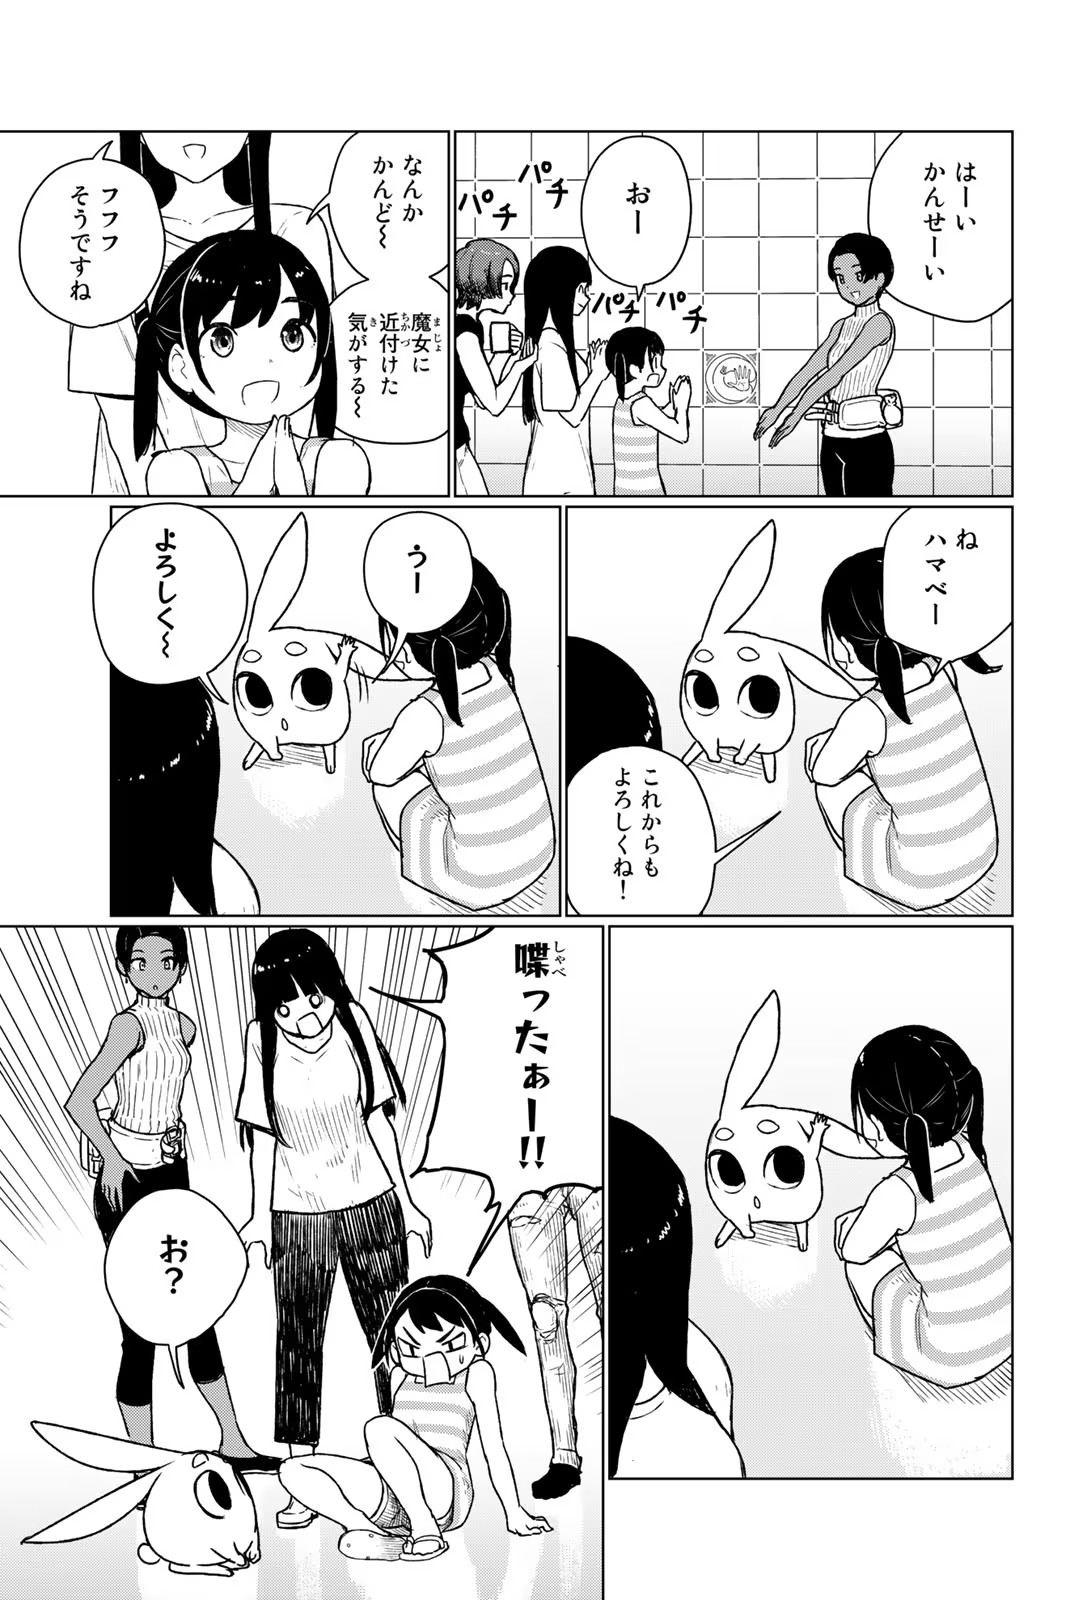 はーい
かんせーい
おー
パチ
パチ
パチ
パチ
なんか
かんど〜
魔女に
近付けた
気がする〜
フフフ
そうですね
ね
ハマベー
これからも
よろしくね!
うー
よろしく〜
喋ったぁー!!
お?